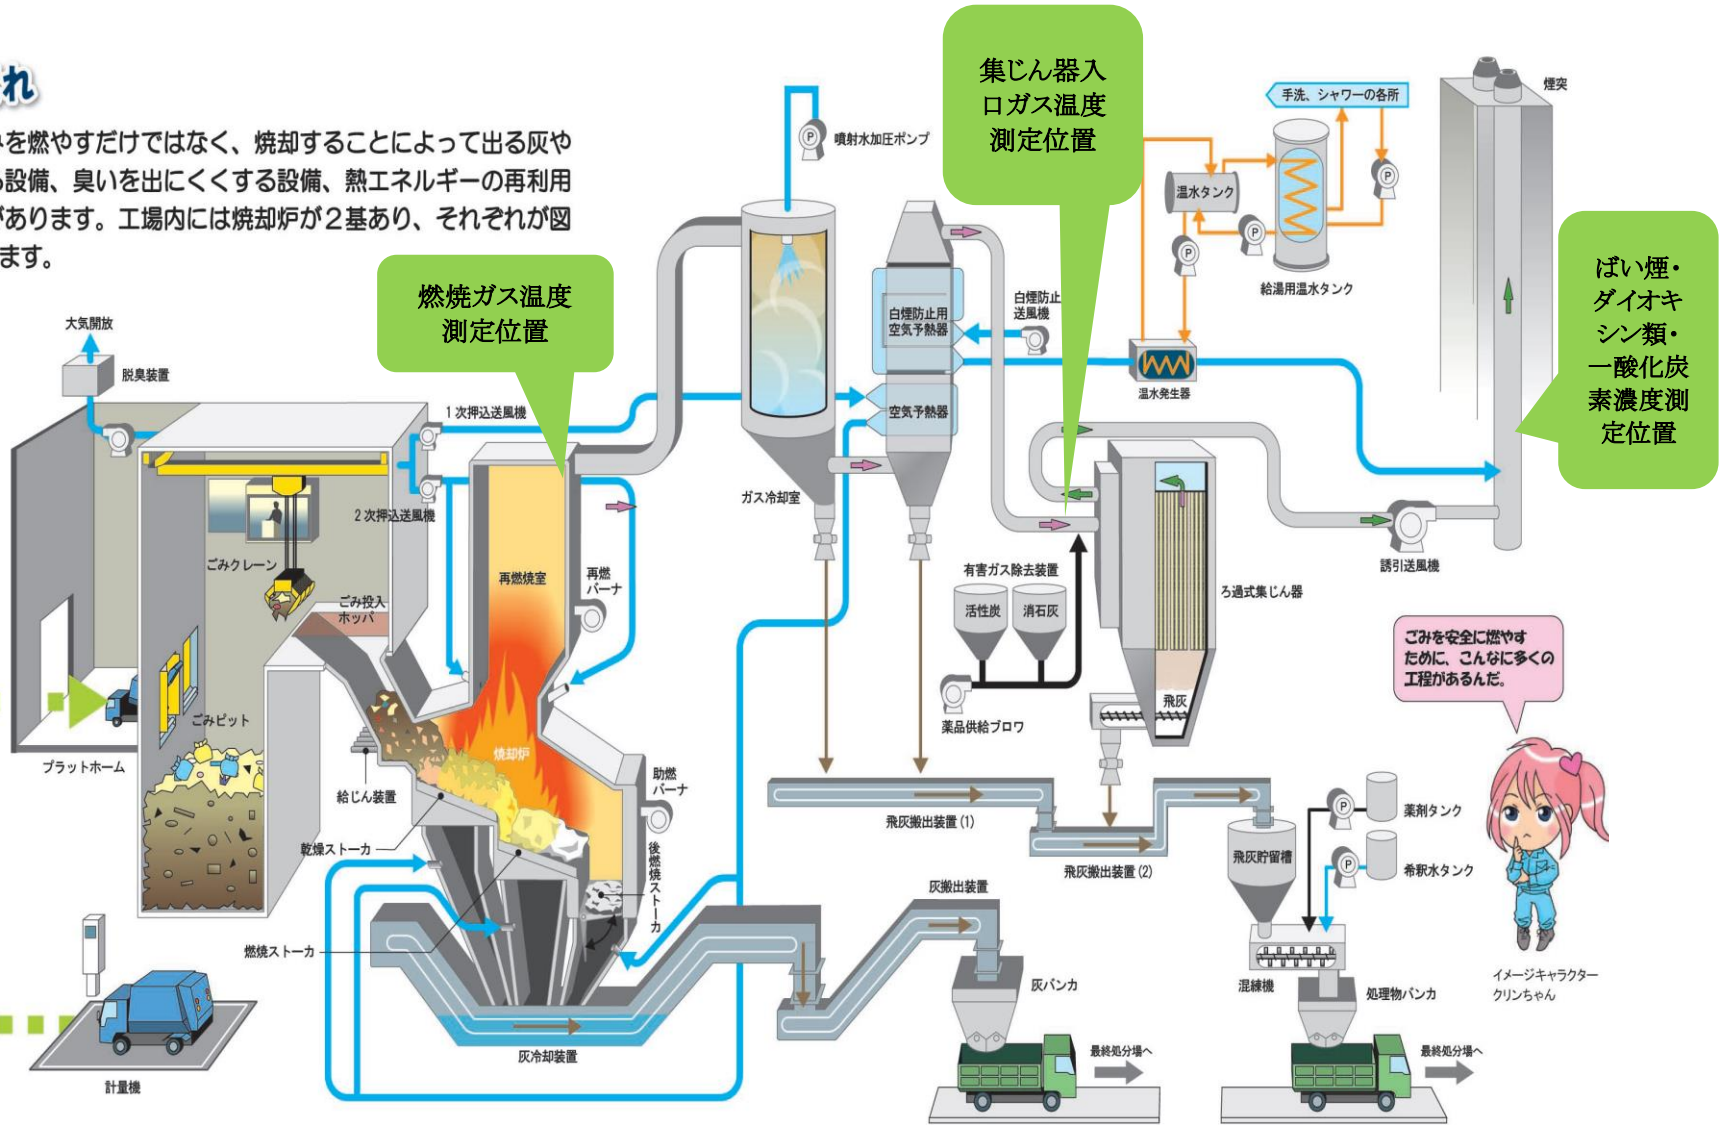 れ
を燃やすだけではなく、焼却することによって出る灰や
設備、臭いを出にくくする設備、熱エネルギーの再利用
があります。工場内には焼却炉が２基あり、それぞれが図
ます。
燃焼ガス温度
測定位置
集じん器入
口ガス温度
測定位置
ばい煙・
ダイオキ
シン類・
一酸化炭
素濃度測
定位置
煙突
手洗、シャワーの各所
P
噴射水加圧ポンプ
温水タンク
P
P
P
給湯用温水タンク
白煙防止
送風機
白煙防止用
空気予熱器
温水発生器
空気予熱器
大気開放
脱臭装置
１次押込送風機
２次押込送風機
ガス冷却室
ごみクレーン
ごみ投入
ホッパ
再燃焼室
再燃
バーナ
有害ガス除去装置
活性炭
消石灰
ろ過式集じん器
誘引送風機
ごみを安全に燃やす
ために、こんなに多くの
工程があるんだ。
飛灰
薬品供給ブロワ
ごみピット
プラットホーム
焼却炉
給じん装置
助燃
バーナ
乾燥ストーカ
後燃焼ストーカ
燃焼ストーカ
飛灰搬出装置(1)
飛灰搬出装置(2)
飛灰貯留槽
P
薬剤タンク
P
希釈水タンク
灰搬出装置
灰バンカ
混練機
処理物バンカ
イメージキャラクター
クリンちゃん
灰冷却装置
計量機
最終処分場へ
最終処分場へ